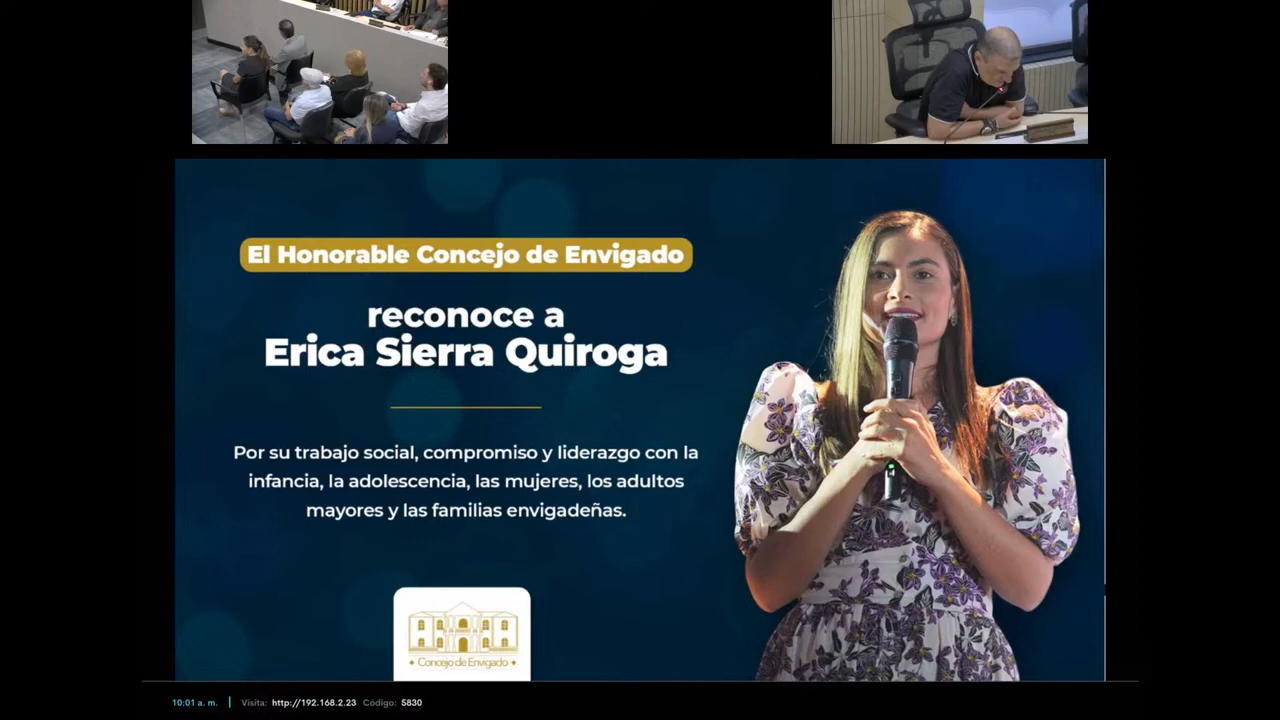 El Honorable Concejo de Envigado
reconoce a
Erica Sierra Quiroga
Por su trabajo social, compromiso y liderazgo con la
infancia, la adolescencia, las mujeres, los adultos
mayores y las familias envigadeñas.
Concejo de Envigado
10:01 a. m. | Visita: http://192.168.2.23 Código: 5830